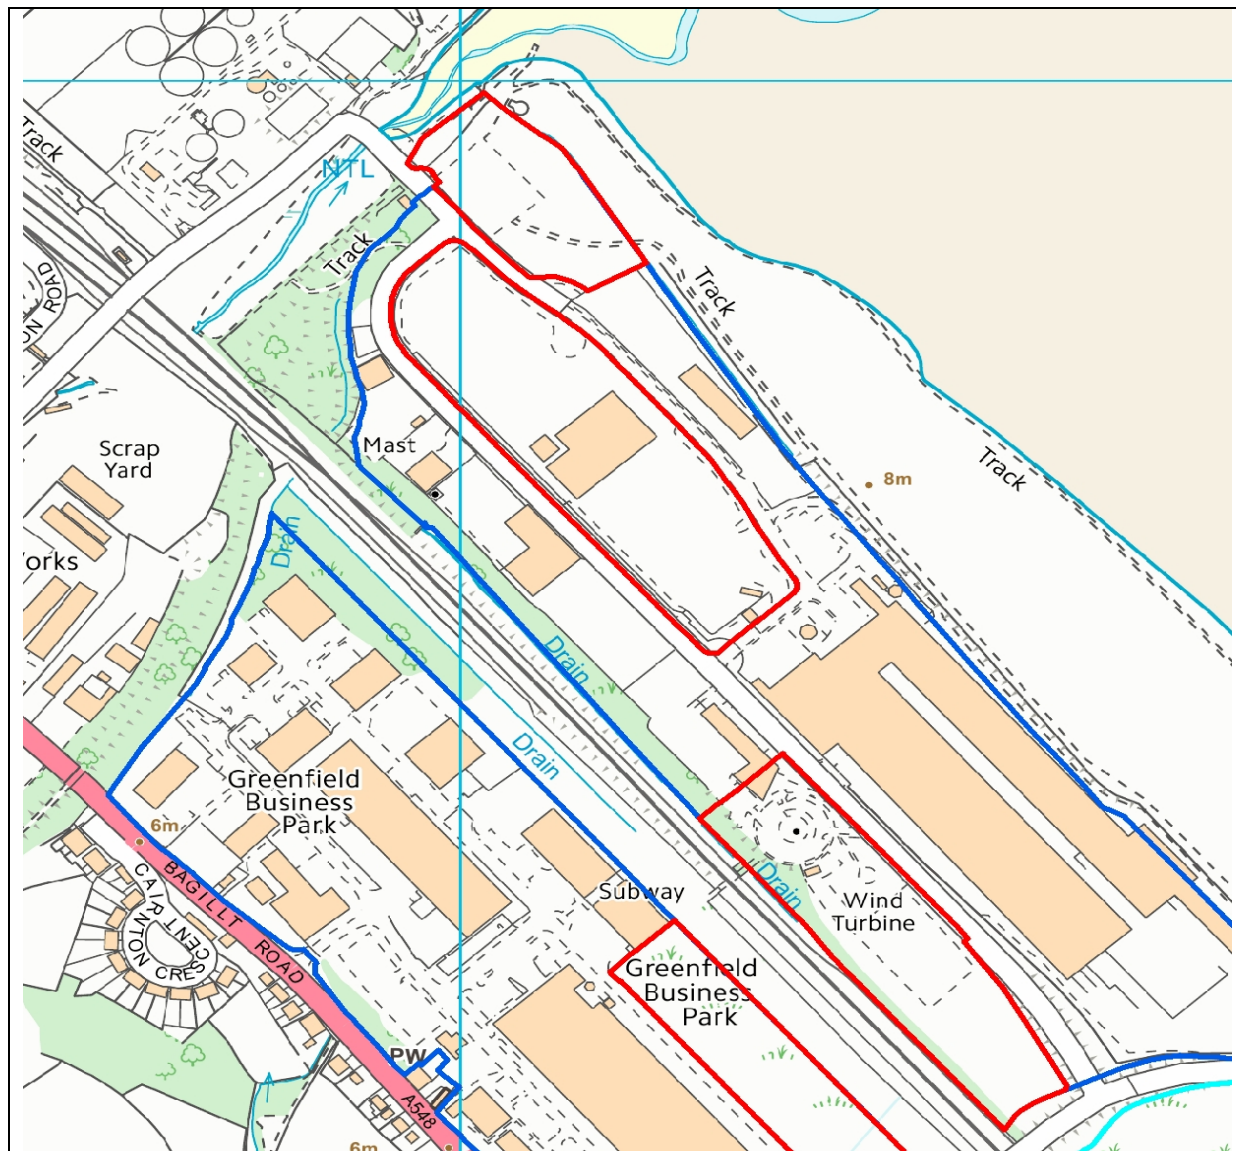 Track
NTL
Track
ON ROAD
Track
Track
Scrap
Yard
Mast
8m
orks
Drain
Drain
Drain
Greenfield
Business
Park
6m
BAGILLT ROAD
CAIRNTON CRESCENT
Subway
Drain
Wind
Turbine
Greenfield
Business
Park
PW
A548
6m